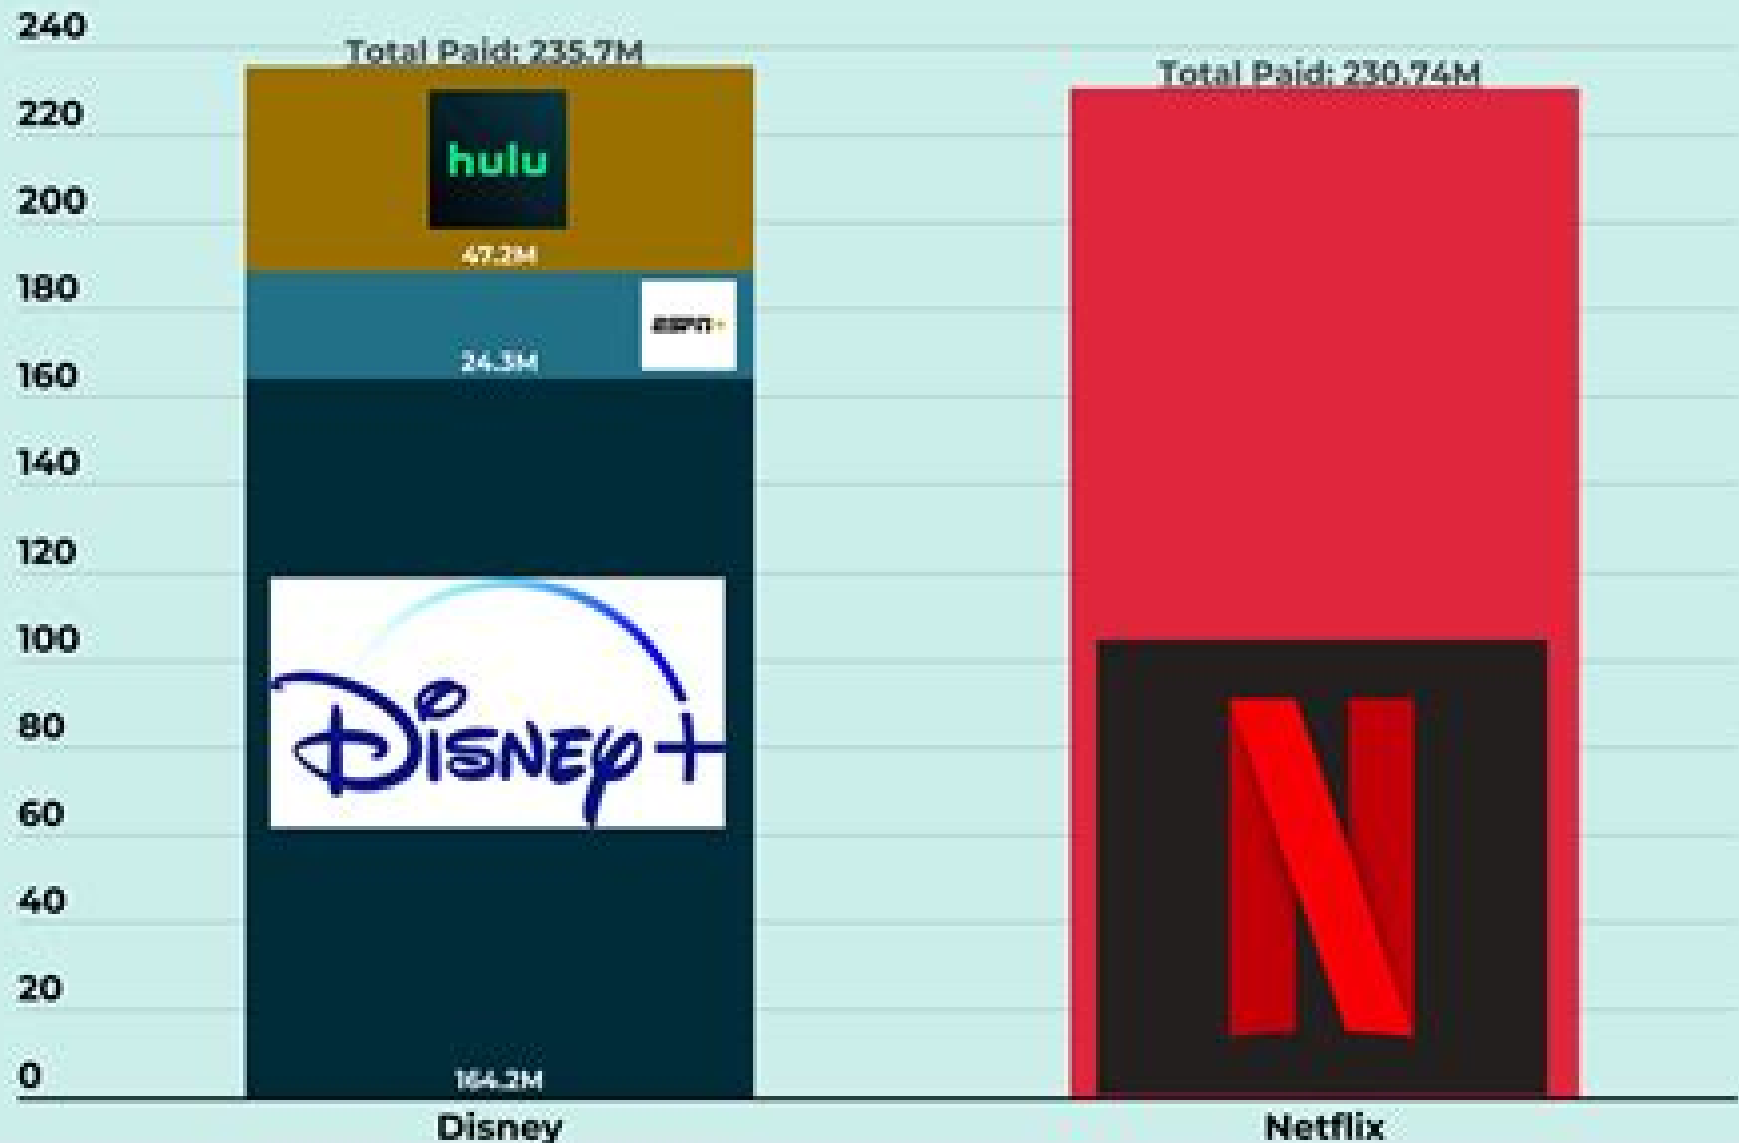 240
Total Paid: 235.7M
Total Paid: 230.74M
220
hulu
200
47.2M
180
ESPN+
24.3M
160
140
120
100
Disney+
80
60
40
20
0
164.2M
Disney
Netflix
N